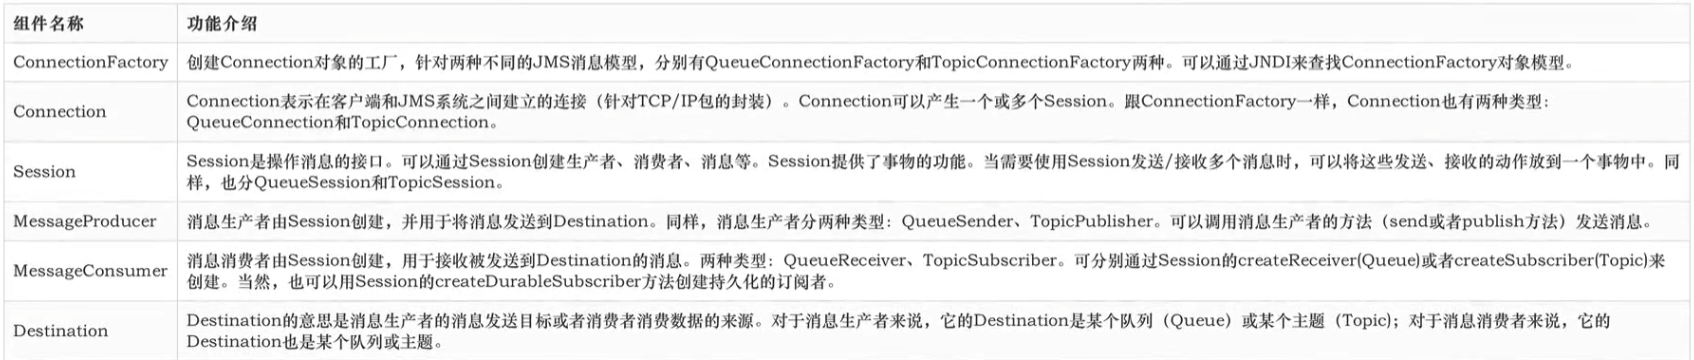 组件名称 功能介绍
ConnectionFactory 创建Connection对象的工厂，针对两种不同的JMS消息模型，分别有QueueConnectionFactory和TopicConnectionFactory两种。可以通过JNDI来查找ConnectionFactory对象模型。
Connection
Connection表示在客户端和JMS系统之间建立的连接（针对TCP/IP包的封装）。Connection可以产生一个或多个Session。跟ConnectionFactory一样，Connection也有两种类型：
QueueConnection和TopicConnection。
Session
Session是操作消息的接口。可以通过Session创建生产者、消费者、消息等。Session提供了事物的功能。当需要使用Session发送/接收多个消息时，可以将这些发送、接收的动作放到一个事物中。同
样，也分QueueSession和TopicSession。
MessageProducer 消息生产者由Session创建，并用于将消息发送到Destination。同样，消息生产者分两种类型：QueueSender、TopicPublisher。可以调用消息生产者的方法（send或者publish方法）发送消息。
MessageConsumer
消息消费者由Session创建，用于接收被发送到Destination的消息。两种类型：QueueReceiver、TopicSubscriber。可分别通过Session的createReceiver(Queue)或者createSubscriber(Topic)来
创建。当然，也可以用Session的createDurableSubscriber方法创建持久化的订阅者。
Destination
Destination的意思是消息生产者的消息发送目标或者消费者消费数据的来源。对于消息生产者来说，它的Destination是某个队列（Queue）或某个主题（Topic)；对于消息消费者来说，它的
Destination也是某个队列或主题。